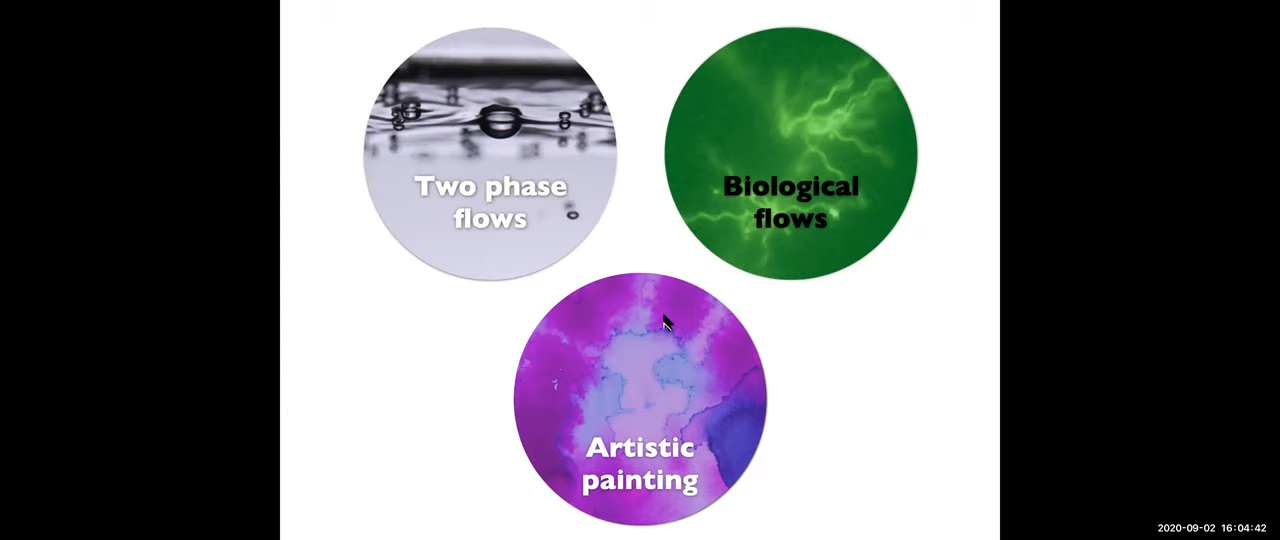 Two phase
flows
Biological
flows
Artistic
painting
2020-09-02 16:04:42